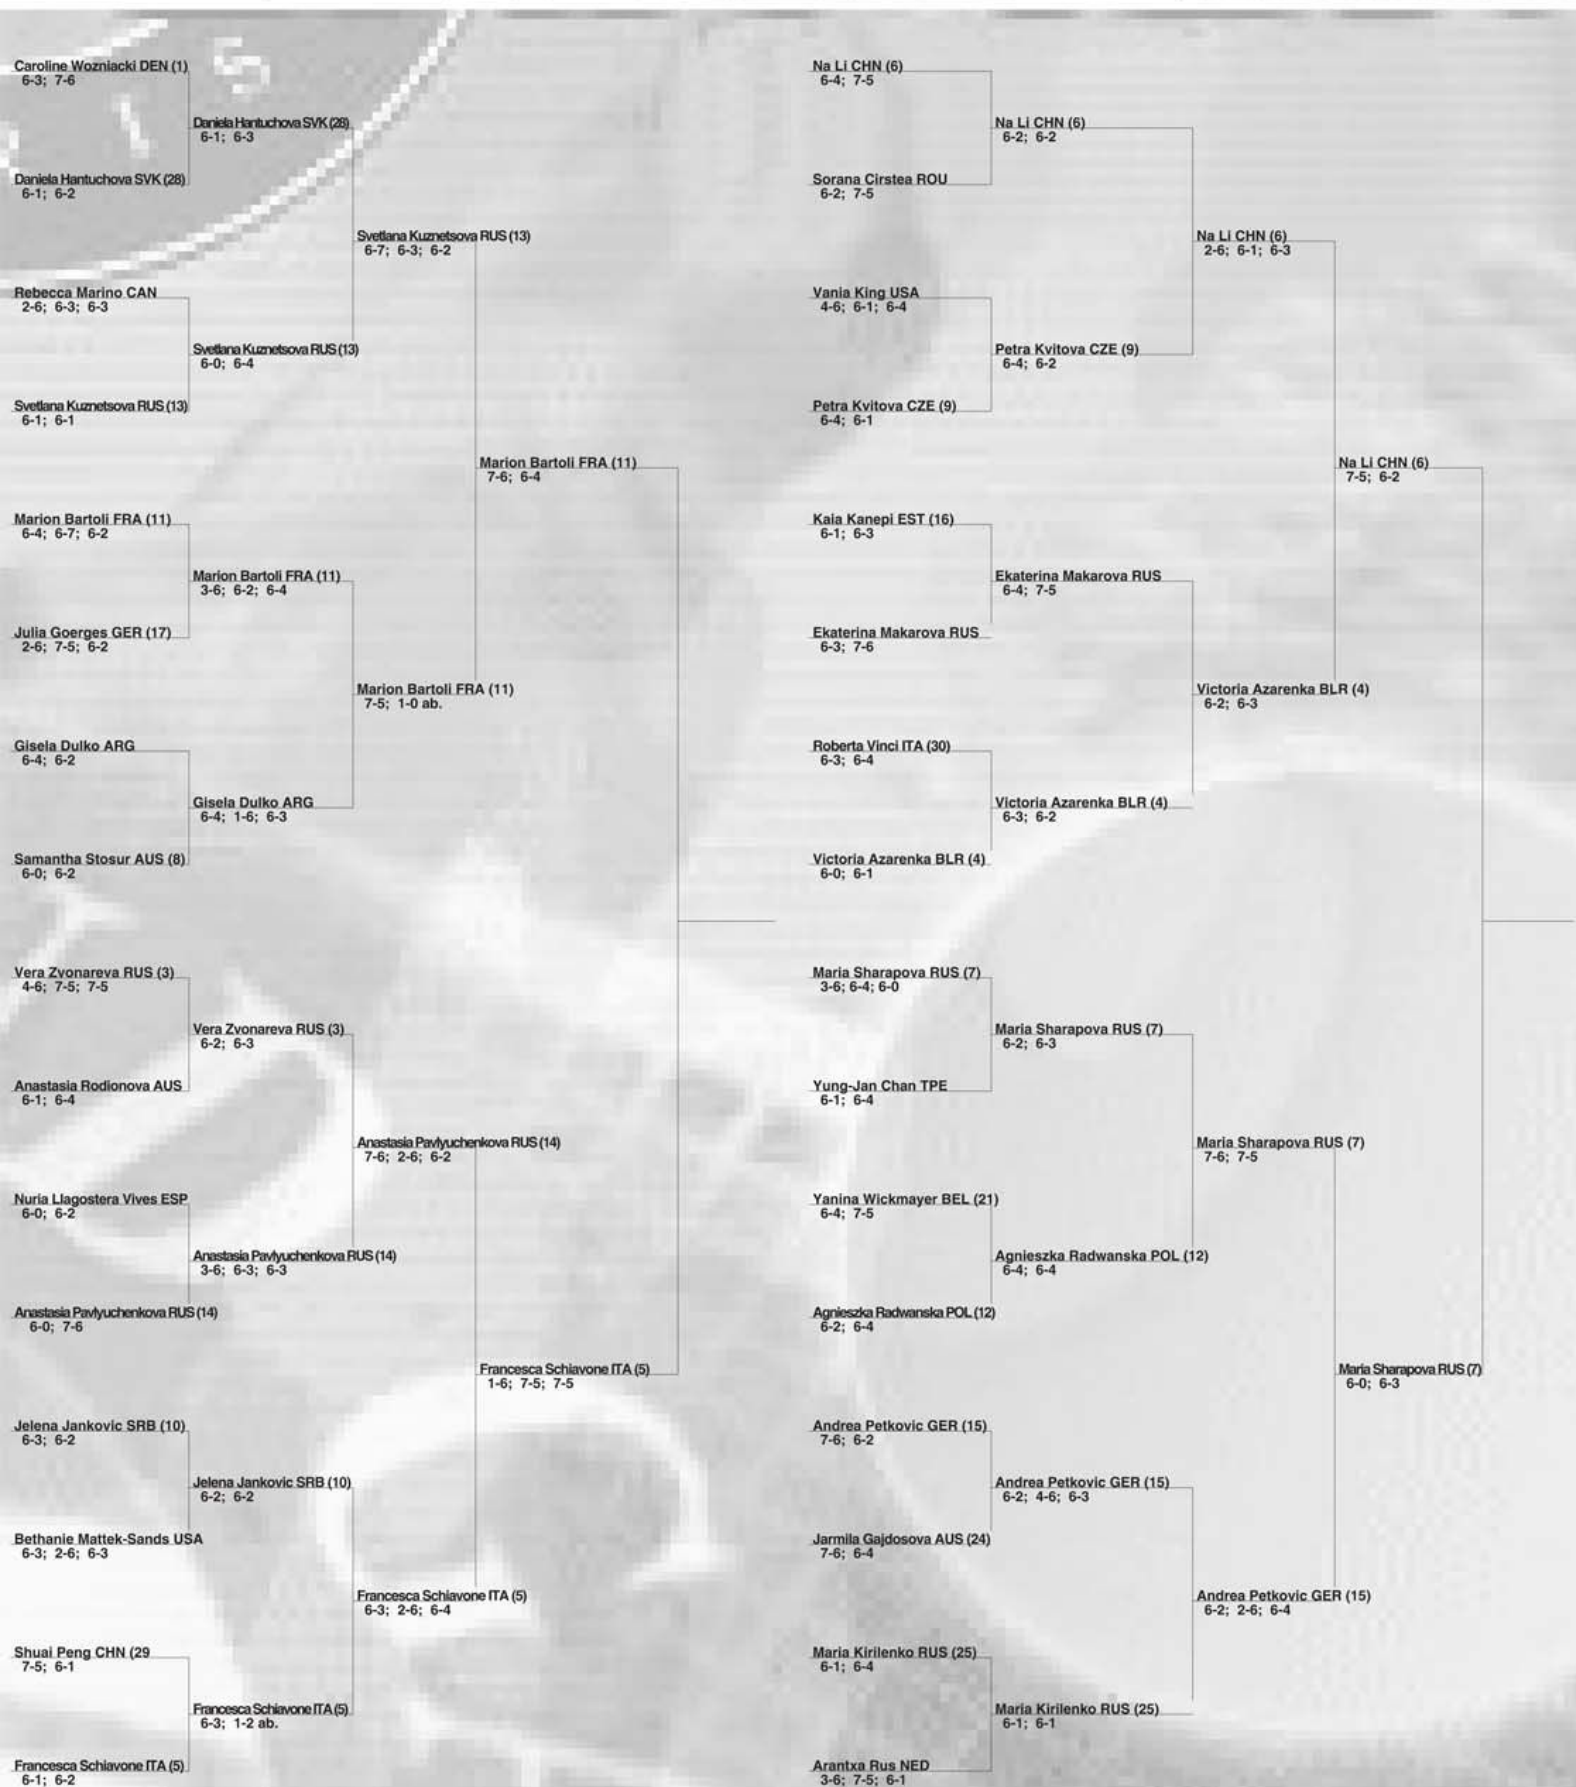 Caroline Wozniacki DEN (1)
6-3; 7-6
Daniela Hantuchova SVK (28)
6-1; 6-3
Daniela Hantuchova SVK (28)
6-1; 6-2
Svetlana Kuznetsova RUS (13)
6-7; 6-3; 6-2
Rebecca Marino CAN
2-6; 6-3; 6-3
Svetlana Kuznetsova RUS (13)
6-0; 6-4
Svetlana Kuznetsova RUS (13)
6-1; 6-1
Marion Bartoli FRA (11)
7-6; 6-4
Marion Bartoli FRA (11)
6-4; 6-7; 6-2
Marion Bartoli FRA (11)
3-6; 6-2; 6-4
Julia Goerges GER (17)
2-6; 7-5; 6-2
Marion Bartoli FRA (11)
7-5; 1-0 ab.
Gisela Dulko ARG
6-4; 6-2
Gisela Dulko ARG
6-4; 1-6; 6-3
Samantha Stosur AUS (8)
6-0; 6-2
Vera Zvonareva RUS (3)
4-6; 7-5; 7-5
Vera Zvonareva RUS (3)
6-2; 6-3
Anastasia Rodionova AUS
6-1; 6-4
Anastasia Pavlyuchenkova RUS (14)
7-6; 2-6; 6-2
Nuria Llagostera Vives ESP
6-0; 6-2
Anastasia Pavlyuchenkova RUS (14)
3-6; 6-3; 6-3
Anastasia Pavlyuchenkova RUS (14)
6-0; 7-6
Francesca Schiavone ITA (5)
1-6; 7-5; 7-5
Jelena Jankovic SRB (10)
6-3; 6-2
Jelena Jankovic SRB (10)
6-2; 6-2
Bethanie Mattek-Sands USA
6-3; 2-6; 6-3
Francesca Schiavone ITA (5)
6-3; 2-6; 6-4
Shuai Peng CHN (29
7-5; 6-1
Francesca Schiavone ITA (5)
6-3; 1-2 ab.
Francesca Schiavone ITA (5)
6-1; 6-2
Na Li CHN (6)
6-4; 7-5
Na Li CHN (6)
6-2; 6-2
Sorana Cirstea ROU
6-2; 7-5
Na Li CHN (6)
2-6; 6-1; 6-3
Vania King USA
4-6; 6-1; 6-4
Petra Kvitova CZE (9)
6-4; 6-2
Petra Kvitova CZE (9)
6-4; 6-1
Na Li CHN (6)
7-5; 6-2
Kaia Kanepi EST (16)
6-1; 6-3
Ekaterina Makarova RUS
6-4; 7-5
Ekaterina Makarova RUS
6-3; 7-6
Victoria Azarenka BLR (4)
6-2; 6-3
Roberta Vinci ITA (30)
6-3; 6-4
Victoria Azarenka BLR (4)
6-3; 6-2
Victoria Azarenka BLR (4)
6-0; 6-1
Maria Sharapova RUS (7)
3-6; 6-4; 6-0
Maria Sharapova RUS (7)
6-2; 6-3
Yung-Jan Chan TPE
6-1; 6-4
Maria Sharapova RUS (7)
7-6; 7-5
Yanina Wickmayer BEL (21)
6-4; 7-5
Agnieszka Radwanska POL (12)
6-4; 6-4
Agnieszka Radwanska POL (12)
6-2; 6-4
Maria Sharapova RUS (7)
6-0; 6-3
Andrea Petkovic GER (15)
7-6; 6-2
Andrea Petkovic GER (15)
6-2; 4-6; 6-3
Jarmila Gajdosova AUS (24)
7-6; 6-4
Andrea Petkovic GER (15)
6-2; 2-6; 6-4
Maria Kirilenko RUS (25)
6-1; 6-4
Maria Kirilenko RUS (25)
6-1; 6-1
Arantxa Rus NED
3-6; 7-5; 6-1